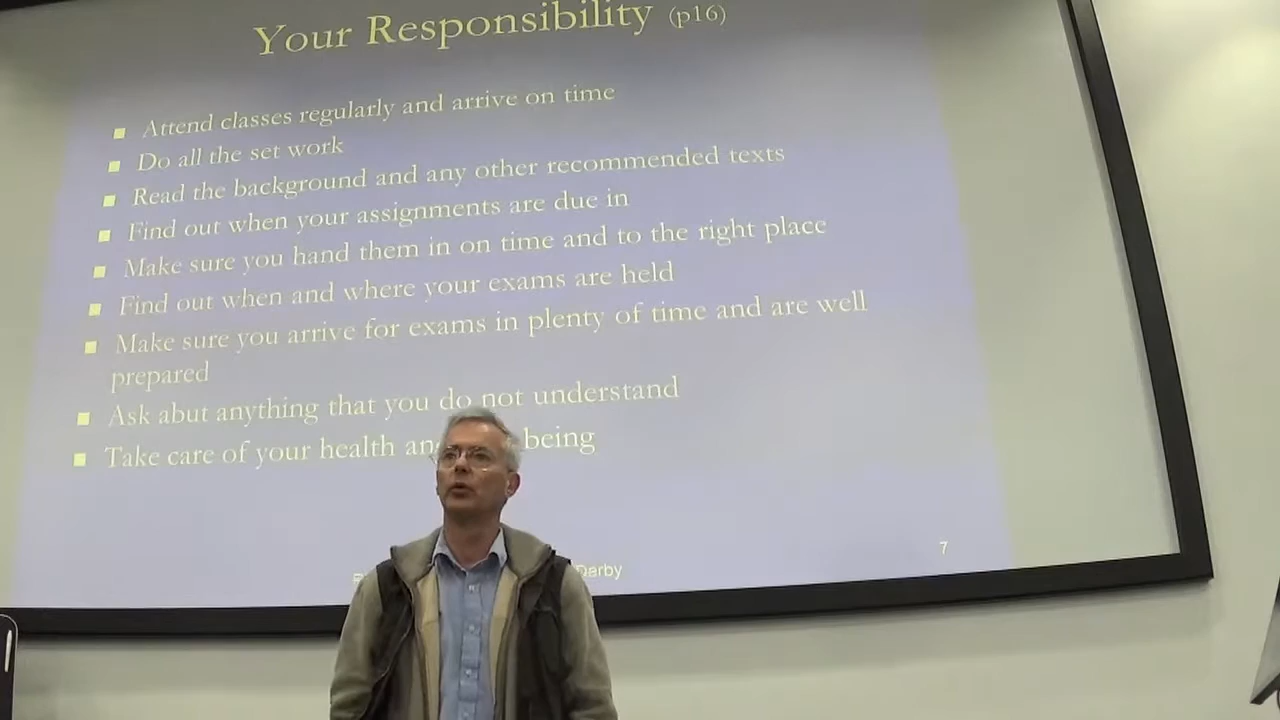 Your Responsibility (p16)
Attend classes regularly and arrive on time
Do all the set work
Read the background and any other recommended texts
Find out when your assignments are due in
Make sure you hand them in on time and to the right place
Find out when and where your exams are held
Make sure you arrive for exams in plenty of time and are well
prepared
Ask abut anything that you do not understand
Take care of your health being
Derby
7